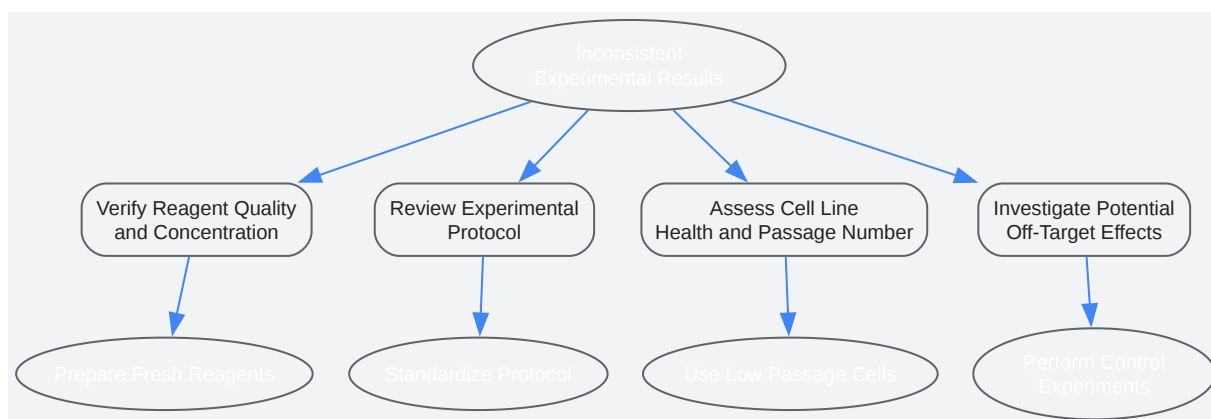 Inconsistent
Experimental Results
Verify Reagent Quality
and Concentration
Review Experimental
Protocol
Assess Cell Line
Health and Passage Number
Investigate Potential
Off-Target Effects
Prepare Fresh Reagents
Standardize Protocol
Use Low Passage Cells
Perform Control
Experiments